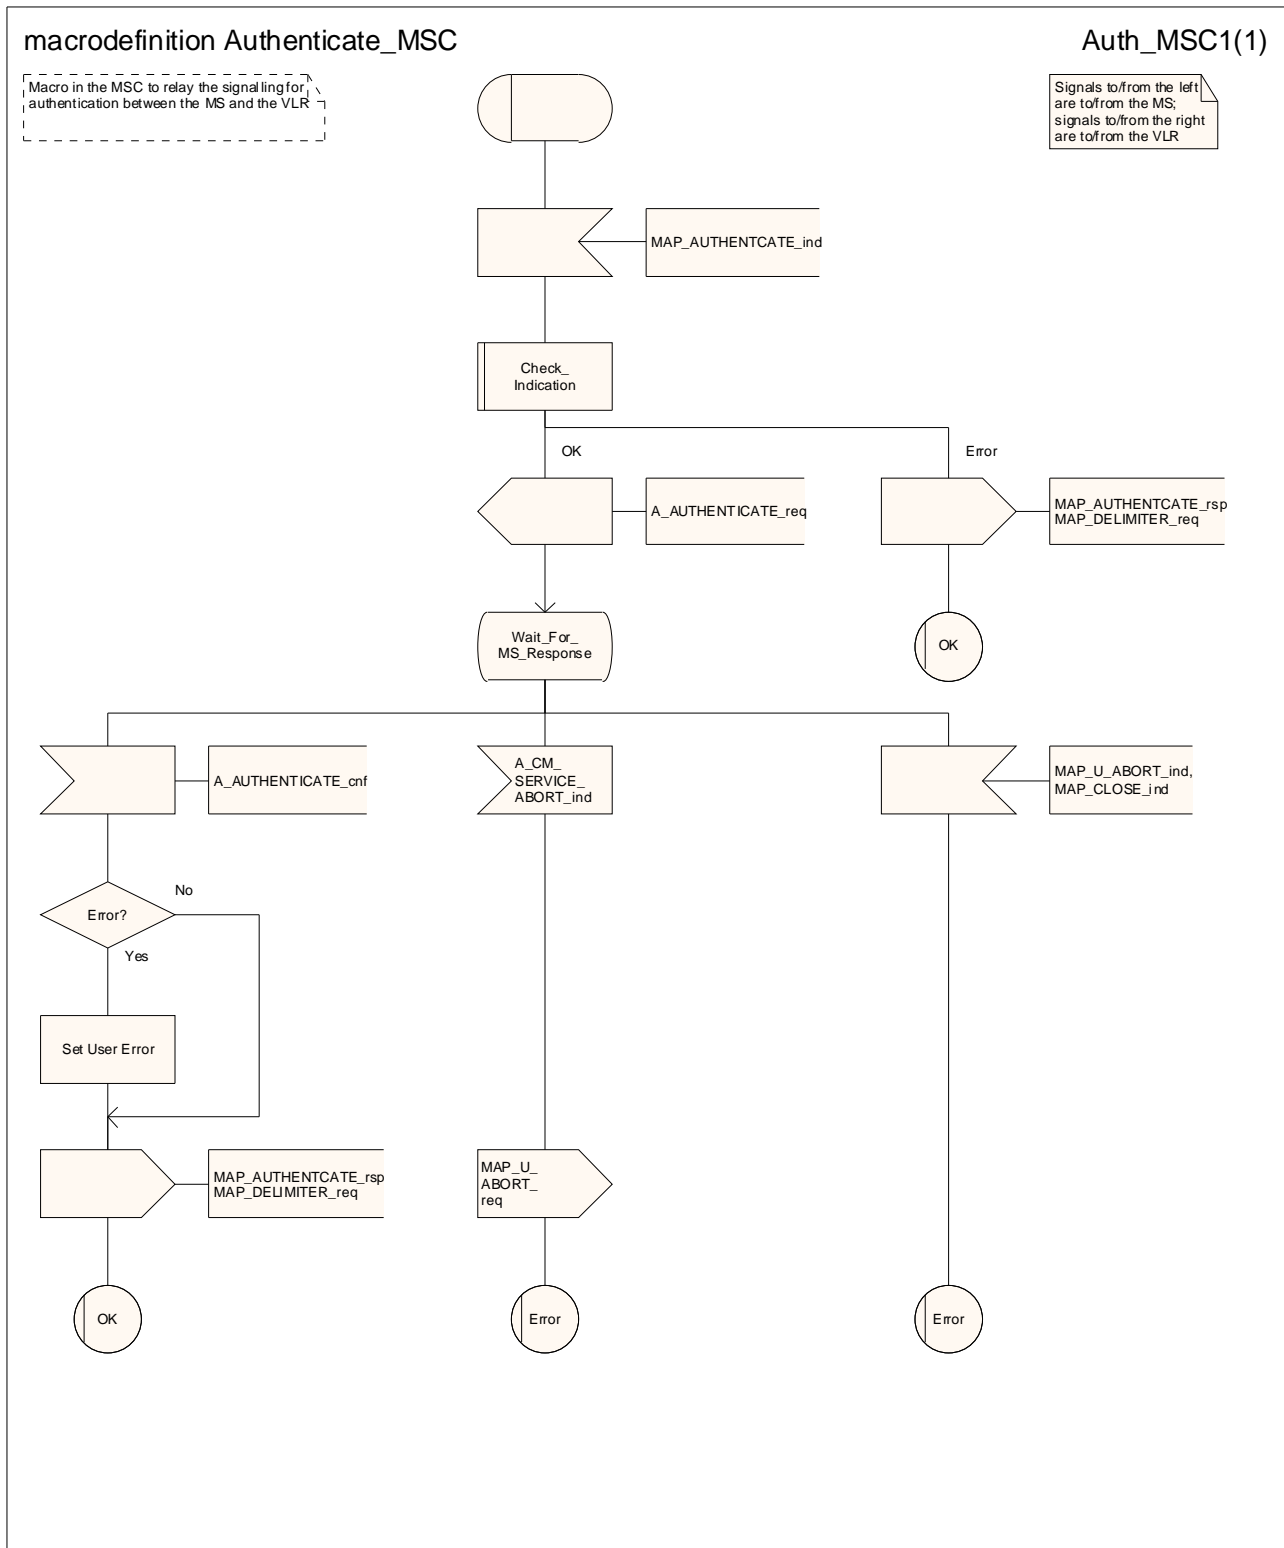 macrodefinition Authenticate_MSC
Auth_MSC1(1)
Macro in the MSC to relay the signalling for
authentication between the MS and the VLR
Signals to/from the left
are to/from the MS;
signals to/from the right
are to/from the VLR
MAP_AUTHENTCATE_ind
Check_
Indication
OK
Error
A_AUTHENTICATE_req
MAP_AUTHENTCATE_rsp
MAP_DELIMITER_req
Wait_For_
MS_Response
OK
A_AUTHENTICATE_cnf
A_CM_
SERVICE_
ABORT_ind
MAP_U_ABORT_ind,
MAP_CLOSE_ind
No
Error?
Yes
Set User Error
MAP_AUTHENTCATE_rsp
MAP_DELIMITER_req
MAP_U_
ABORT_
req
OK
Error
Error